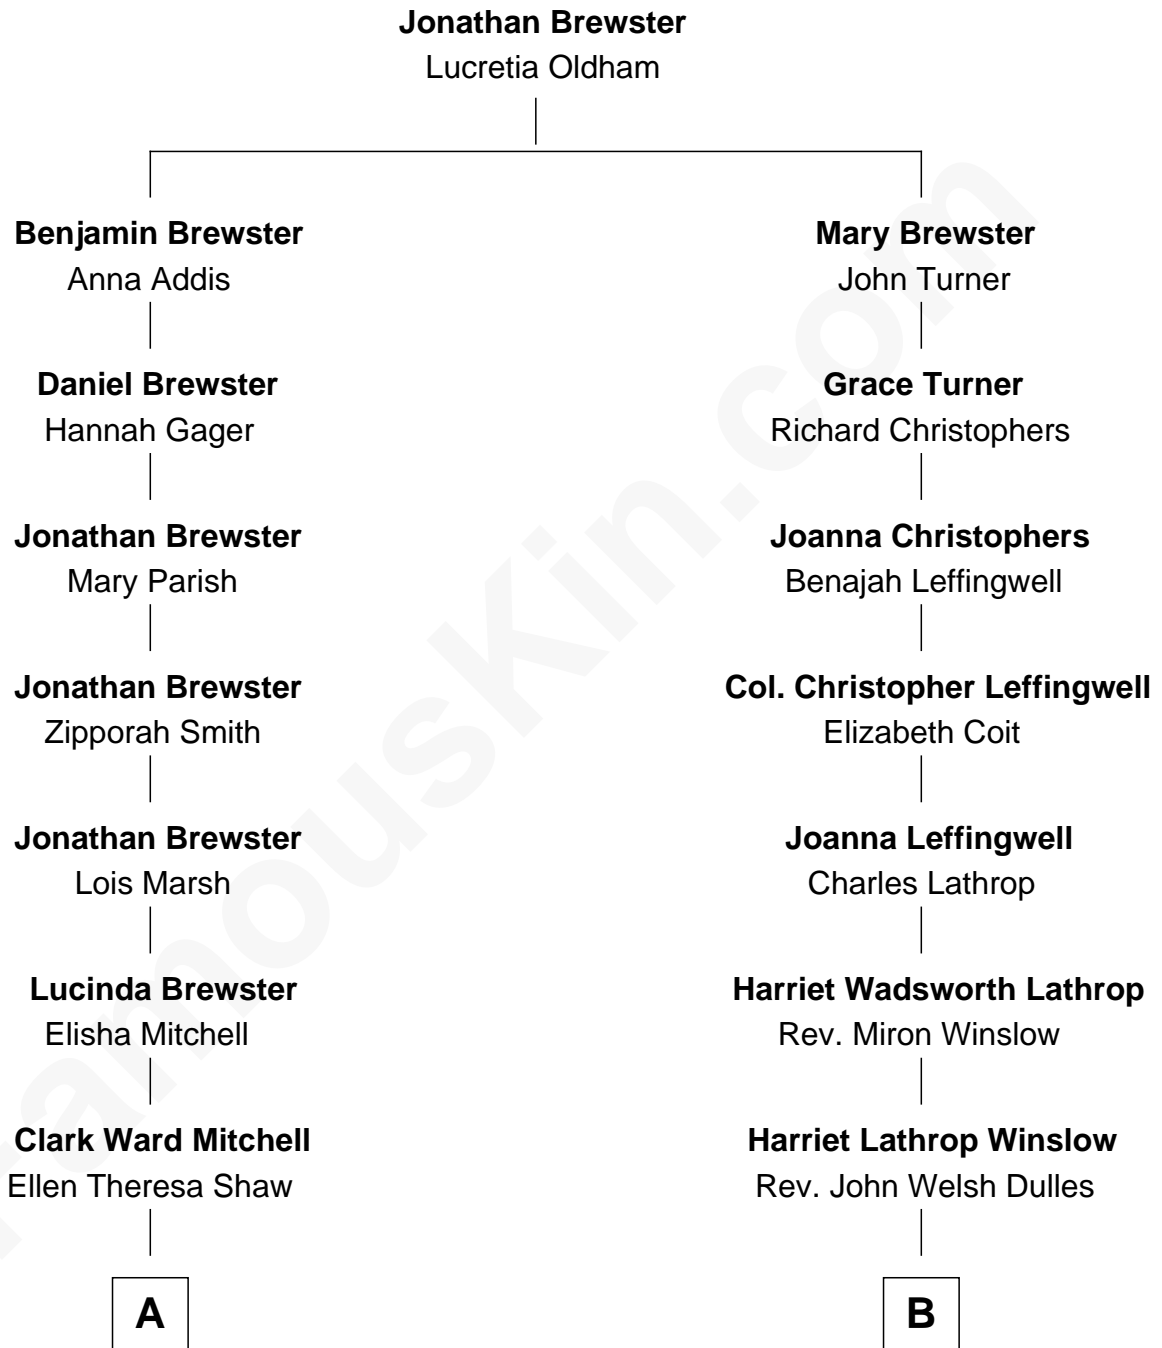 Jonathan Brewster
Lucretia Oldham
Benjamin Brewster
Anna Addis
Mary Brewster
John Turner
Daniel Brewster
Hannah Gager
Grace Turner
Richard Christophers
Jonathan Brewster
Mary Parish
Joanna Christophers
Benajah Leffingwell
Jonathan Brewster
Zipporah Smith
Col. Christopher Leffingwell
Elizabeth Coit
Jonathan Brewster
Lois Marsh
Joanna Leffingwell
Charles Lathrop
Lucinda Brewster
Elisha Mitchell
Harriet Wadsworth Lathrop
Rev. Miron Winslow
Clark Ward Mitchell
Ellen Theresa Shaw
Harriet Lathrop Winslow
Rev. John Welsh Dulles
A
B
FamousKin.com